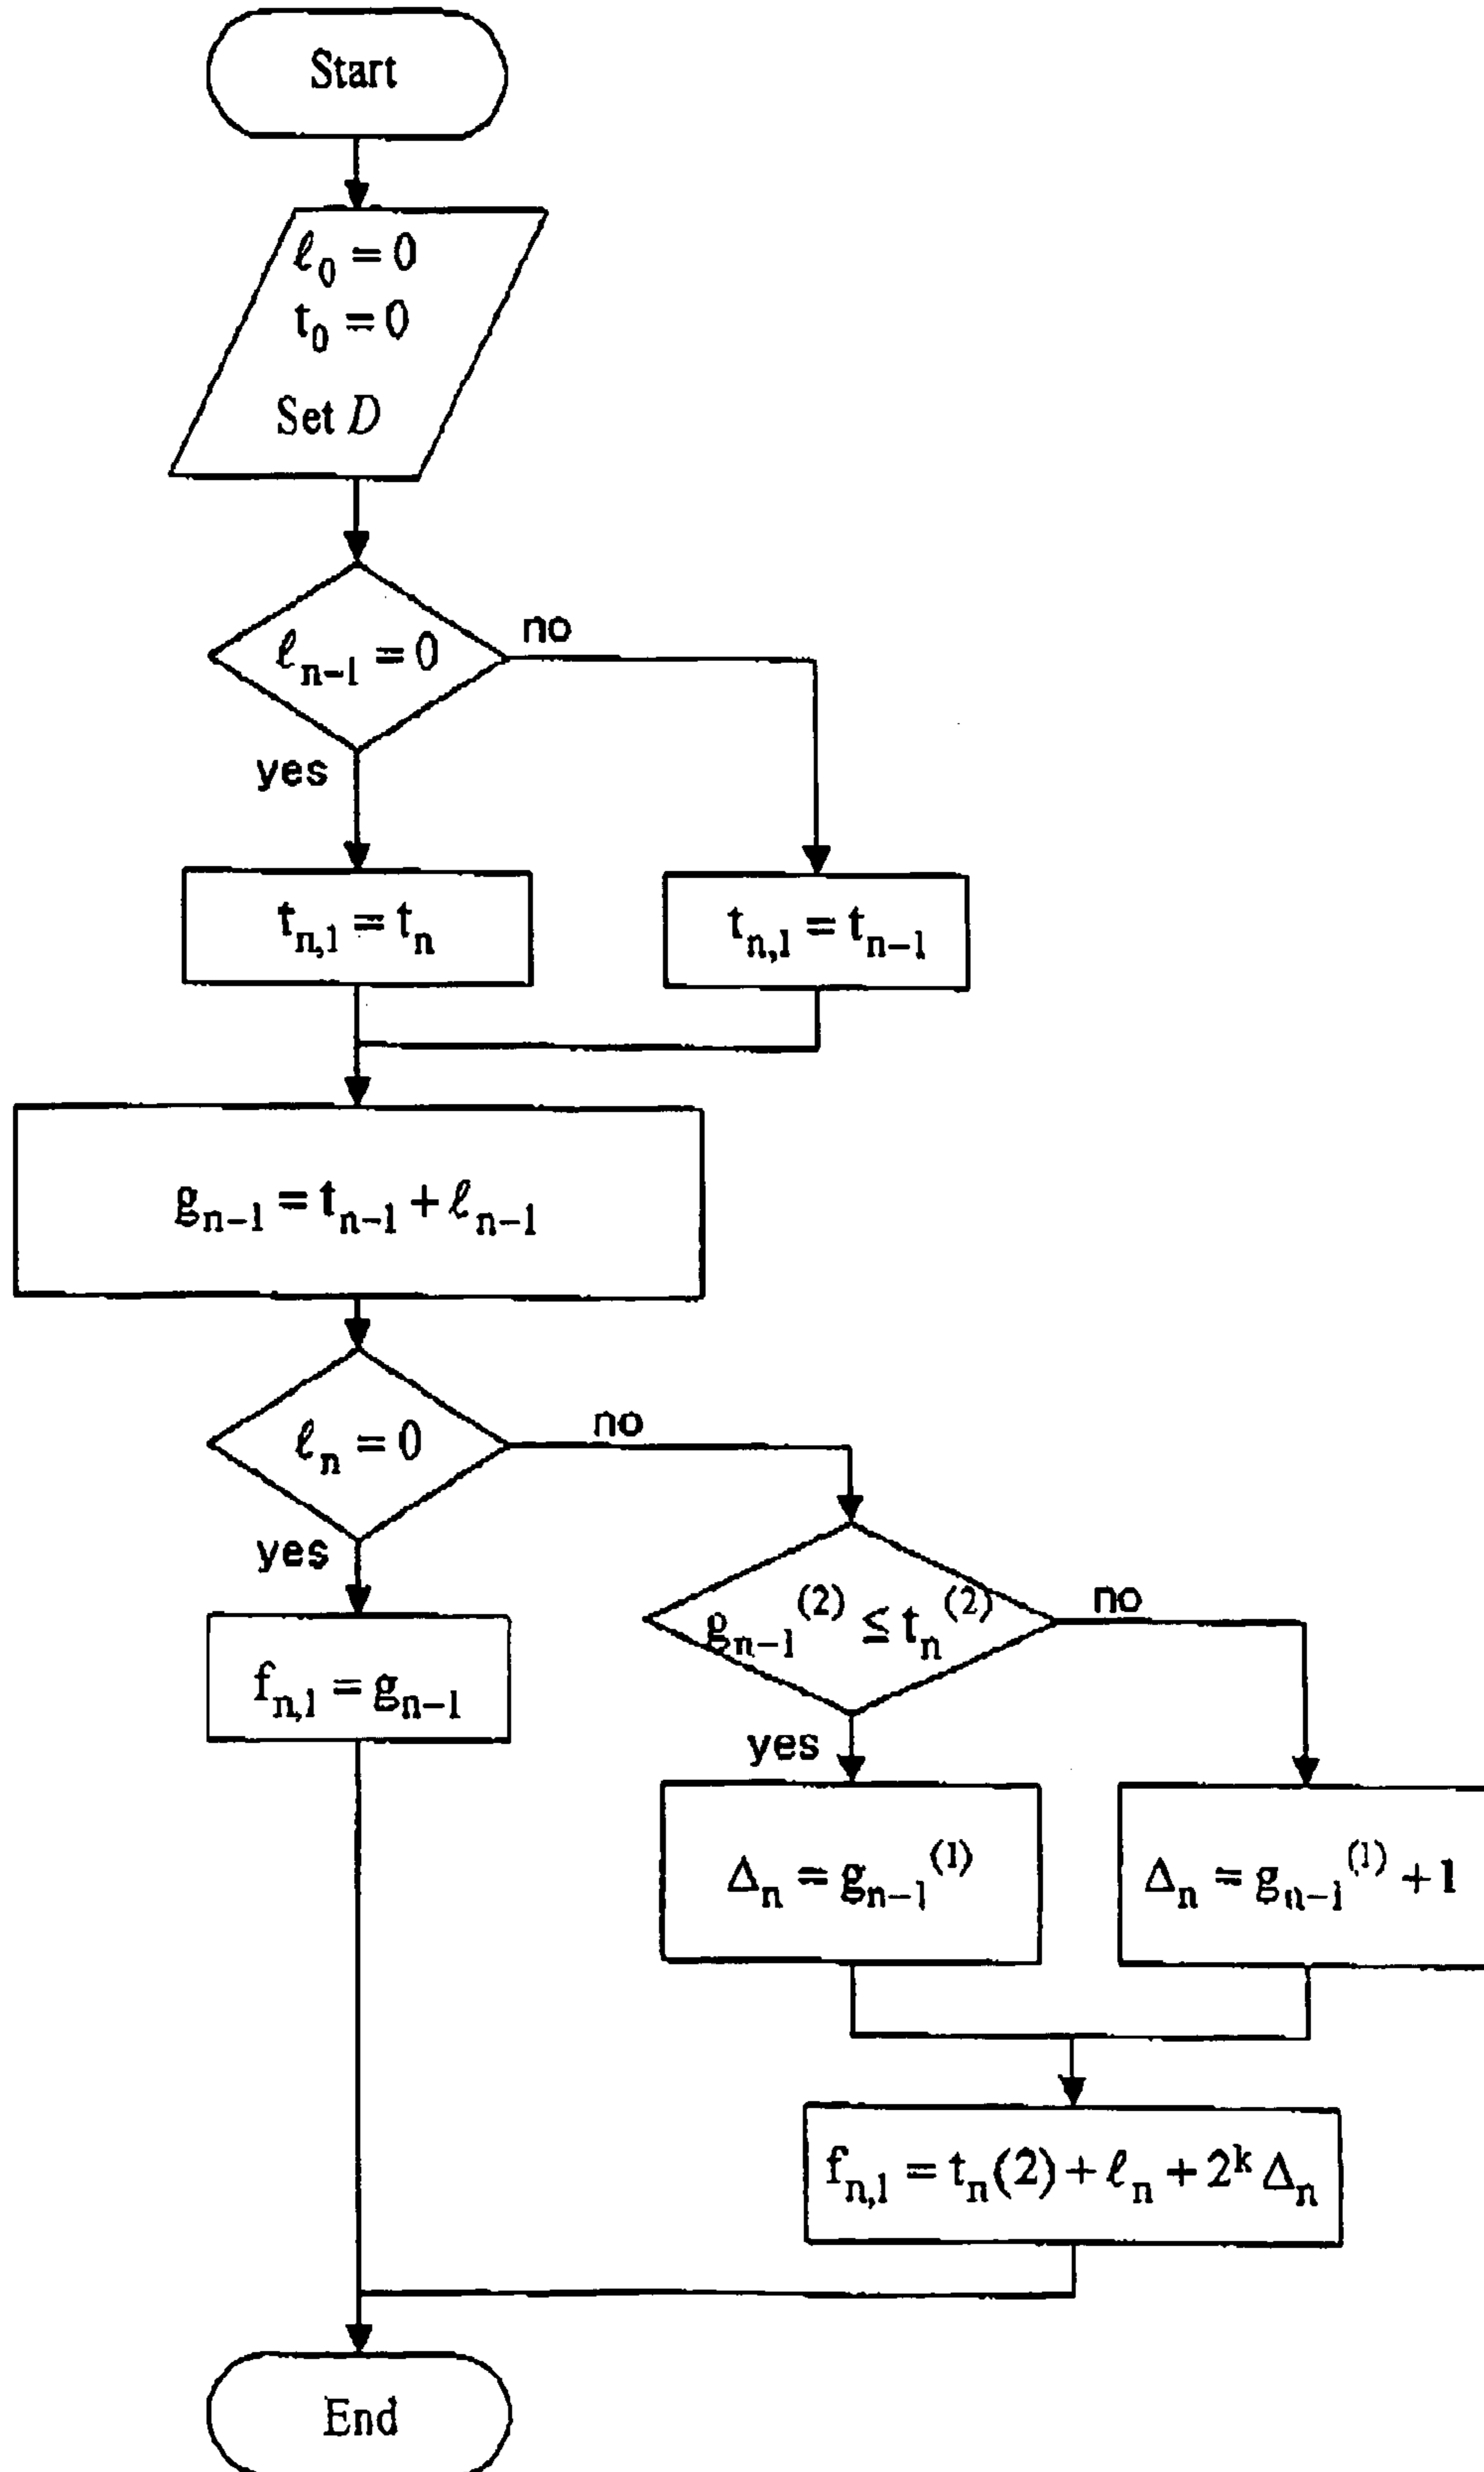 Start
ℓ₀ = 0
t₀ = 0
Set D
ℓₙ₋₁ = 0
no
yes
tₙ,₁ = tₙ
tₙ,₁ = tₙ₋₁
gₙ₋₁ = tₙ₋₁ + ℓₙ₋₁
ℓₙ = 0
no
yes
fₙ,₁ = gₙ₋₁
gₙ₋₁⁽²⁾ ≤ tₙ⁽²⁾
no
yes
Δₙ = gₙ₋₁⁽¹⁾
Δₙ = gₙ₋₁⁽¹⁾ + 1
fₙ,₁ = tₙ(2) + ℓₙ + 2ᵏ Δₙ
End